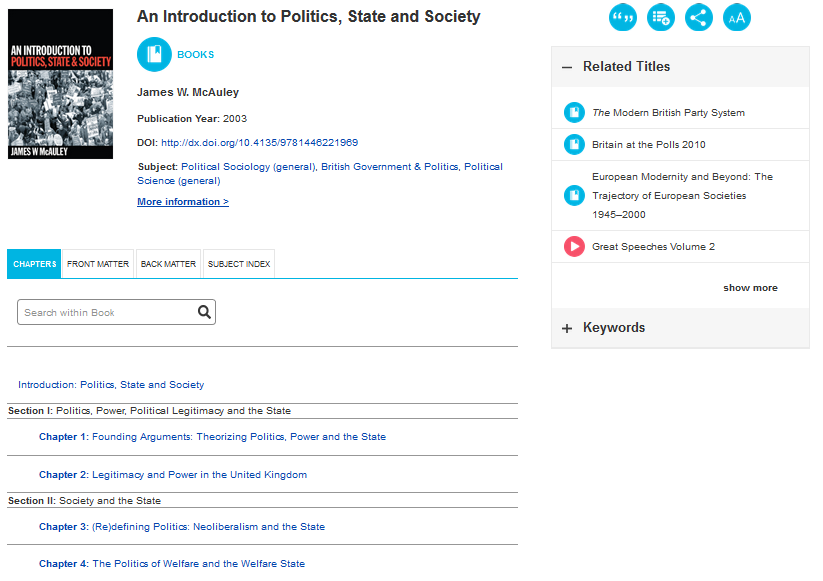 An Introduction to Politics, State and Society
AN INTRODUCTION TO
POLITICS, STATE & SOCIETY
JAMES W McAULEY
BOOKS
James W. McAuley
Publication Year: 2003
DOI: http://dx.doi.org/10.4135/9781446221969
Subject: Political Sociology (general), British Government & Politics, Political
Science (general)
More information >
CHAPTERS
FRONT MATTER
BACK MATTER
SUBJECT INDEX
Search within Book
Introduction: Politics, State and Society
Section I: Politics, Power, Political Legitimacy and the State
Chapter 1: Founding Arguments: Theorizing Politics, Power and the State
Chapter 2: Legitimacy and Power in the United Kingdom
Section II: Society and the State
Chapter 3: (Re)defining Politics: Neoliberalism and the State
Chapter 4: The Politics of Welfare and the Welfare State
AA
Related Titles
The Modern British Party System
Britain at the Polls 2010
European Modernity and Beyond: The
Trajectory of European Societies
1945–2000
Great Speeches Volume 2
show more
Keywords